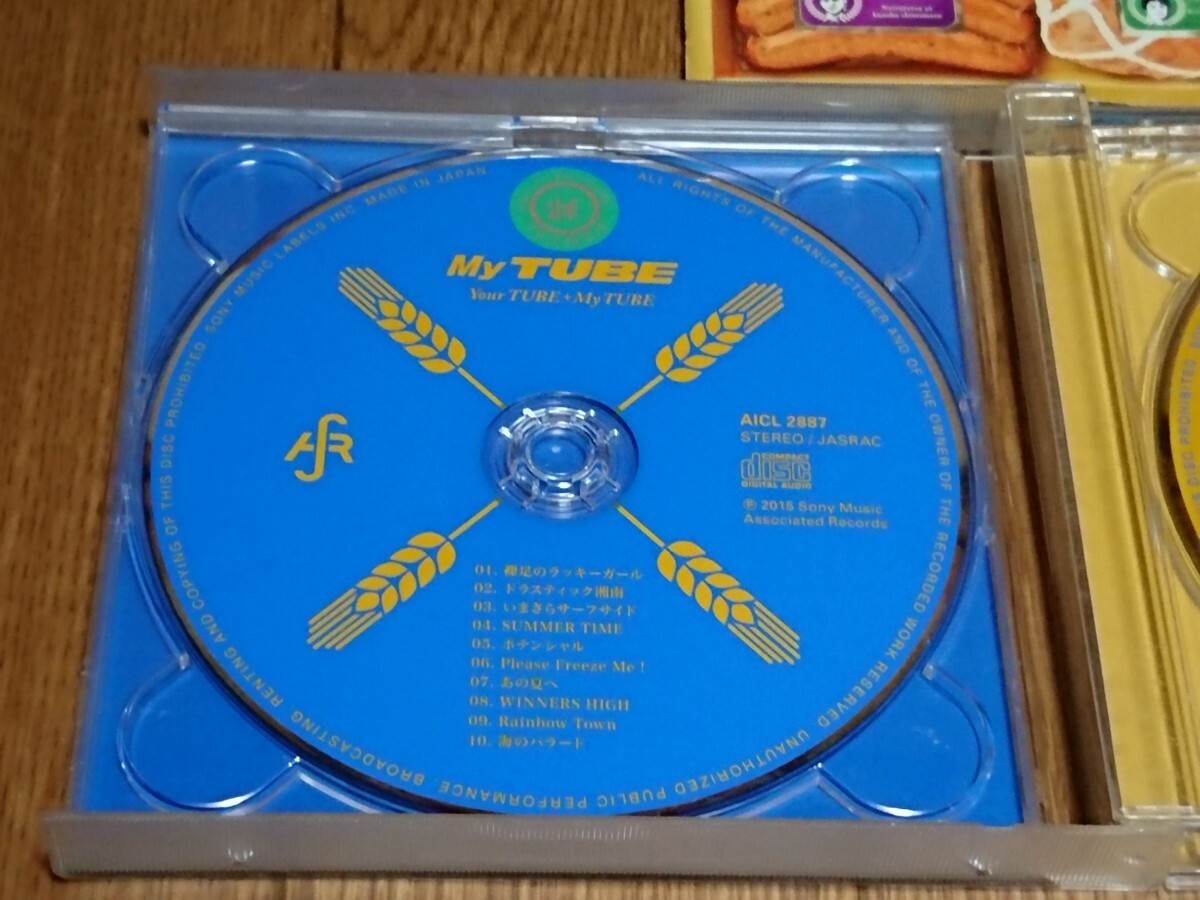 My TUBE
Your TUBE + My TUBE
AICL 2887
STEREO / JASRAC
COMPACT
disc
DIGITAL AUDIO
℗ 2015 Sony Music
Associated Records
01. 裸足のラッキーガール
02. ドラスティック湘南
03. いまさらサーフサイド
04. SUMMER TIME
05. ポテンシャル
06. Please Freeze Me !
07. あの夏へ
08. WINNERS HIGH
09. Rainbow Town
10. 海のバラード
ALL RIGHTS OF THE MANUFACTURER AND OF THE OWNER OF THE RECORDED WORK RESERVED. UNAUTHORIZED PUBLIC PERFORMANCE, BROADCASTING, RENTING AND COPYING OF THIS DISC PROHIBITED SONY MUSIC LABELS INC. MADE IN JAPAN
DISC PROHIBITED